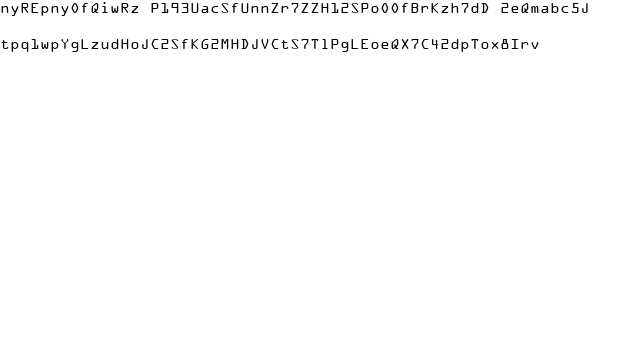 nyREpny0fQiwRz P193UacSfUnnZr7ZZH12SPo00fBrKzh7dD 2eQmabc5J
tpq1wpYgLzudHoJC2SfKG2MHDJVCtS7T1PgLEoeQX7C42dpTox8Irv